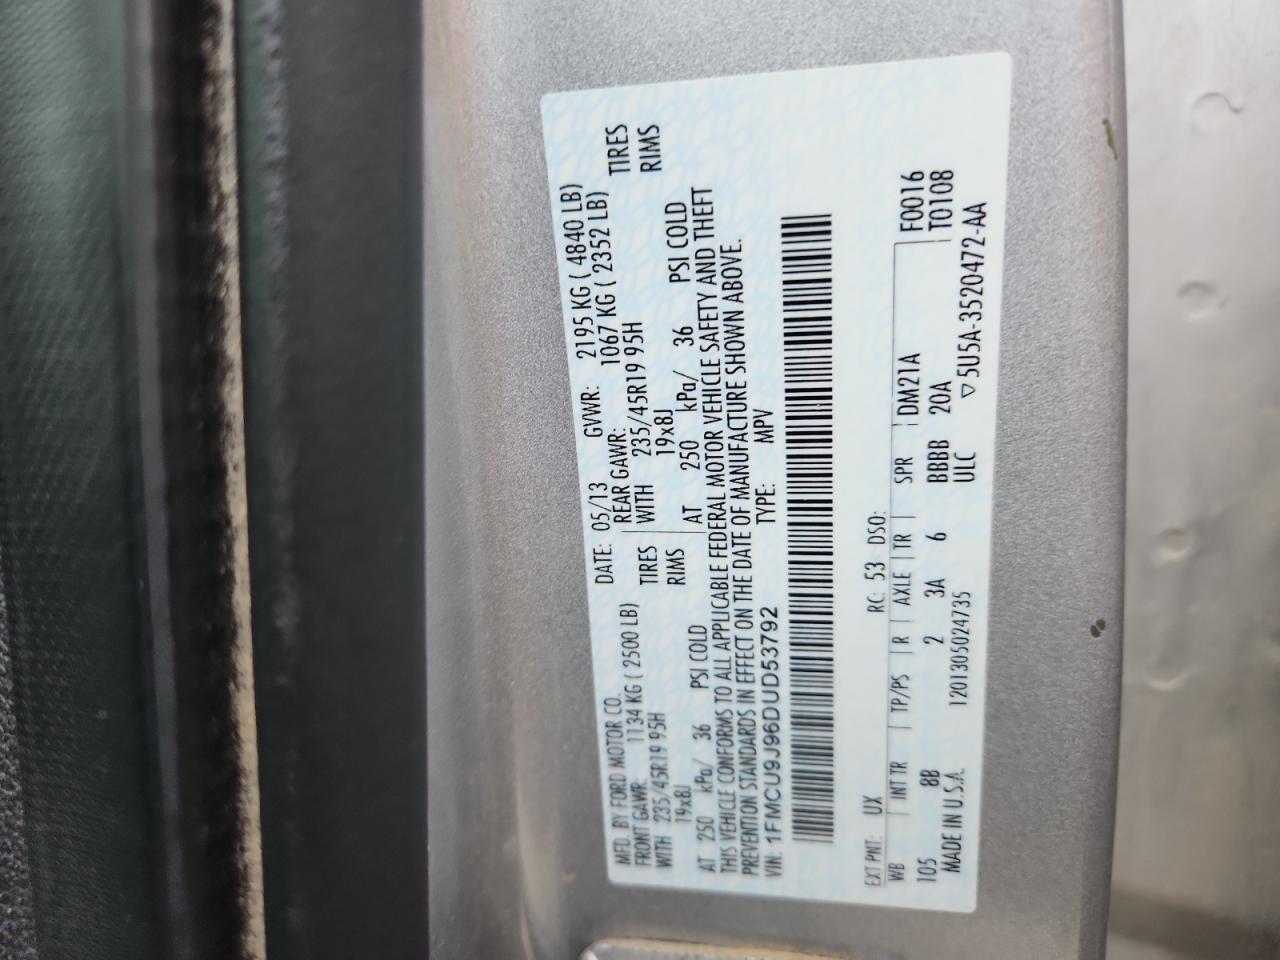 MFD. BY FORD MOTOR CO. DATE: 05/13 GVWR: 2195 KG ( 4840 LB)
FRONT GAWR: 1134 KG ( 2500 LB) REAR GAWR: 1067 KG ( 2352 LB)
WITH 235/45R19 95H TIRES WITH 235/45R19 95H TIRES
19x8J RIMS 19x8J RIMS
AT 250 kPa/ 36 PSI COLD AT 250 kPa/ 36 PSI COLD
THIS VEHICLE CONFORMS TO ALL APPLICABLE FEDERAL MOTOR VEHICLE SAFETY AND THEFT
PREVENTION STANDARDS IN EFFECT ON THE DATE OF MANUFACTURE SHOWN ABOVE.
VIN: 1FMCU9J96DUD53792 TYPE: MPV
EXT PNT: UX RC: 53 DSO: F0016
WB INT TR TP/PS R AXLE TR SPR DM21A T0108
105 8B 2 3A 6 BBBB 20A
MADE IN U.S.A. 1201305024735 ULC ▽5U5A-3520472-AA